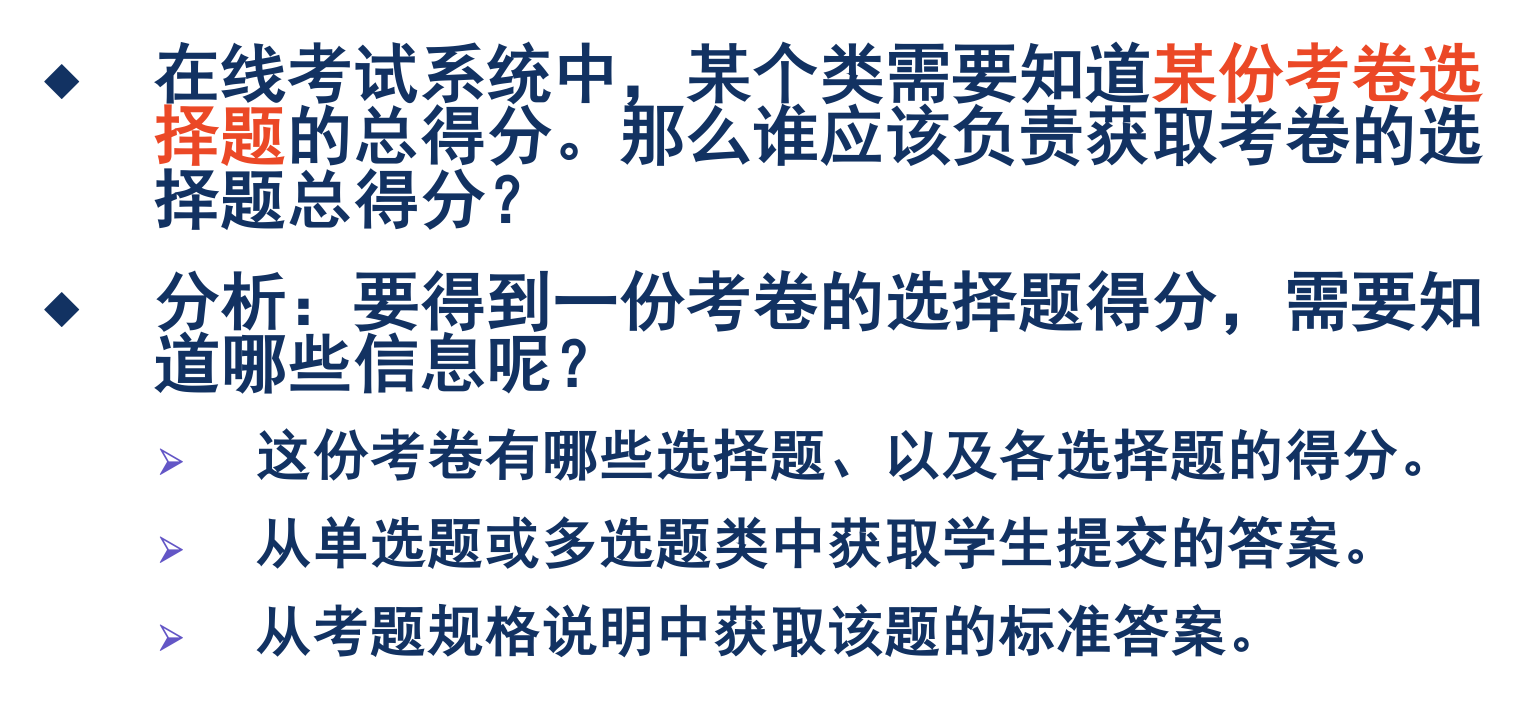 ◆ 在线考试系统中，某个类需要知道某份考卷选
择题的总得分。那么谁应该负责获取考卷的选
择题总得分？
◆ 分析：要得到一份考卷的选择题得分，需要知
道哪些信息呢？
➢ 这份考卷有哪些选择题、以及各选择题的得分。
➢ 从单选题或多选题类中获取学生提交的答案。
➢ 从考题规格说明中获取该题的标准答案。